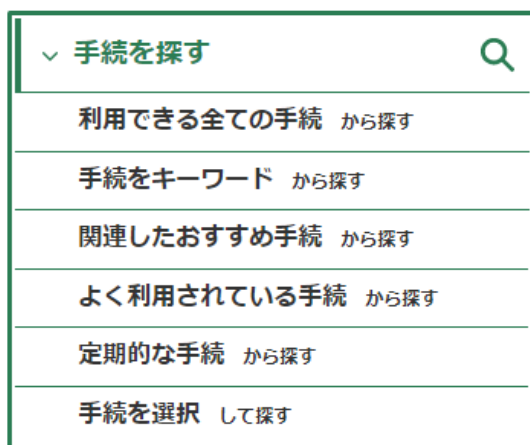 手続を探す
利用できる全ての手続 から探す
手続をキーワード から探す
関連したおすすめ手続 から探す
よく利用されている手続 から探す
定期的な手続 から探す
手続を選択 して探す